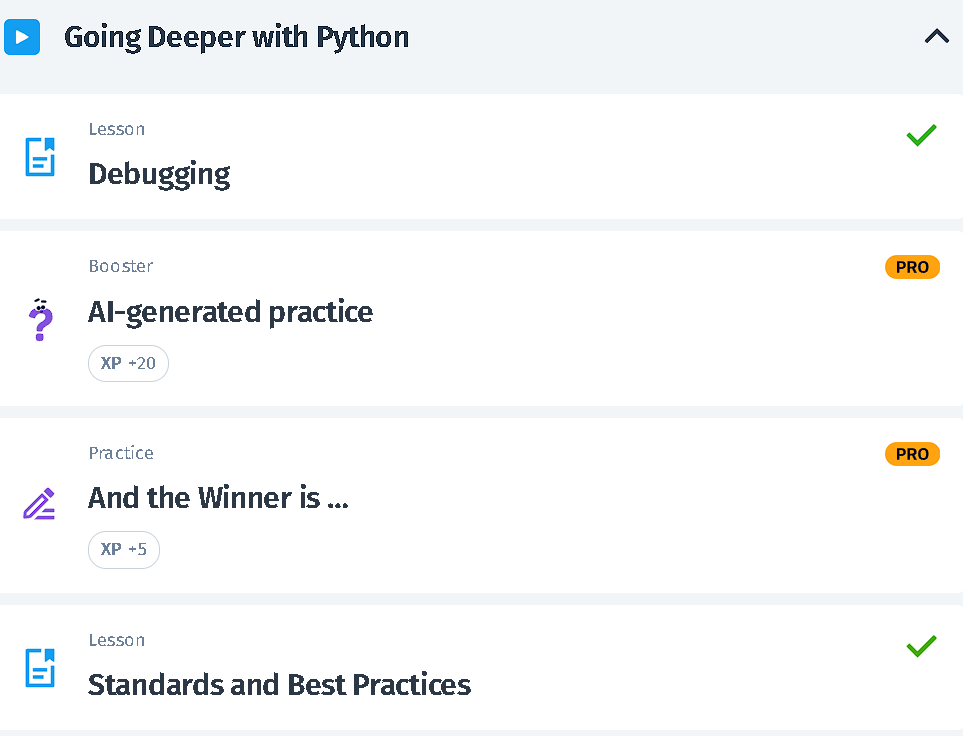 Going Deeper with Python
Lesson
Debugging
Booster
PRO
AI-generated practice
XP +20
Practice
PRO
And the Winner is ...
XP +5
Lesson
Standards and Best Practices